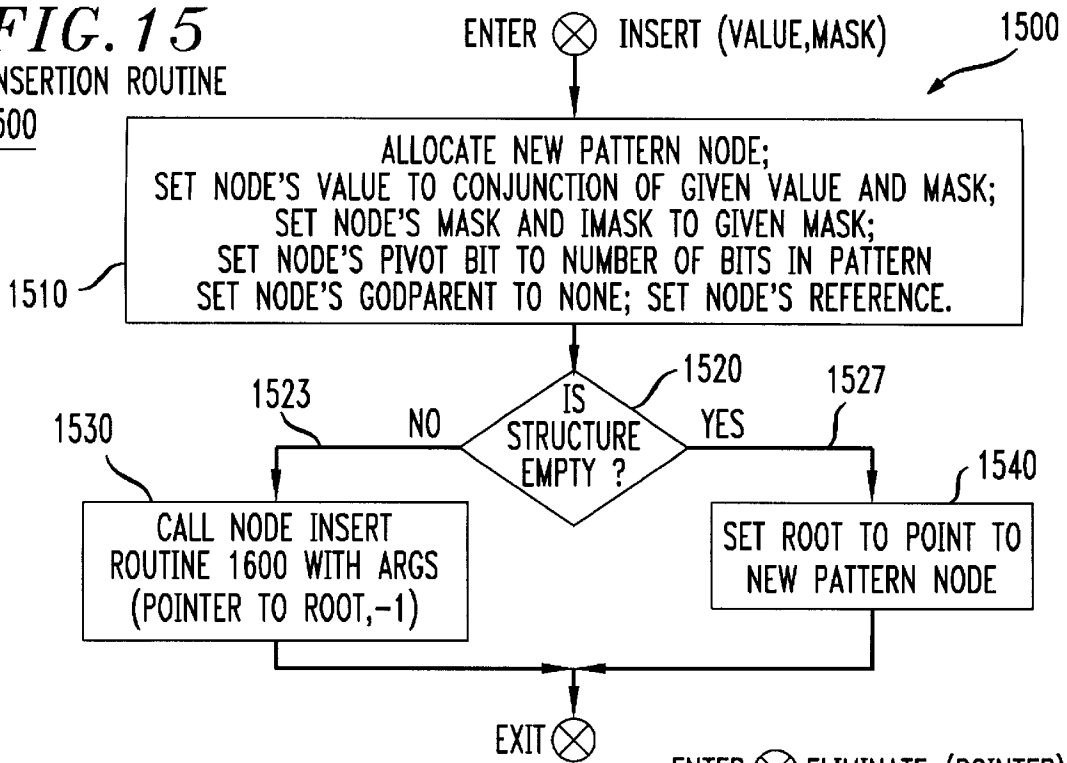 FIG. 15
NSERTION ROUTINE
500
ENTER INSERT (VALUE,MASK)
1500
ALLOCATE NEW PATTERN NODE;
SET NODE'S VALUE TO CONJUNCTION OF GIVEN VALUE AND MASK;
SET NODE'S MASK AND IMASK TO GIVEN MASK;
SET NODE'S PIVOT BIT TO NUMBER OF BITS IN PATTERN
SET NODE'S GODPARENT TO NONE; SET NODE'S REFERENCE.
1510
1520
IS
STRUCTURE
EMPTY ?
NO
YES
1523
1527
1530
CALL NODE INSERT
ROUTINE 1600 WITH ARGS
(POINTER TO ROOT,-1)
1540
SET ROOT TO POINT TO
NEW PATTERN NODE
EXIT
ENTER ELIMINATE (POINTER)